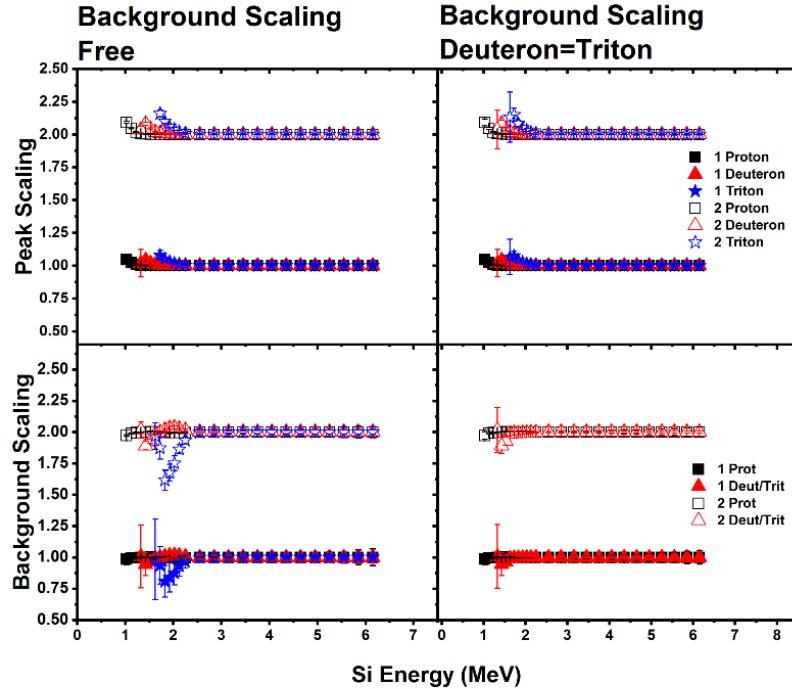 Background Scaling
Free
Background Scaling
Deuteron=Triton
Peak Scaling
2.50
2.25
2.00
1.75
1.50
1.25
1.00
0.75
0.50
1 Proton
1 Deuteron
1 Triton
2 Proton
2 Deuteron
2 Triton
Background Scaling
2.50
2.00
1.75
1.50
1.25
1.00
0.75
0.50
1 Prot
1 Deut/Trit
2 Prot
2 Deut/Trit
0 1 2 3 4 5 6 7
0 1 2 3 4 5 6 7 8
Si Energy (MeV)